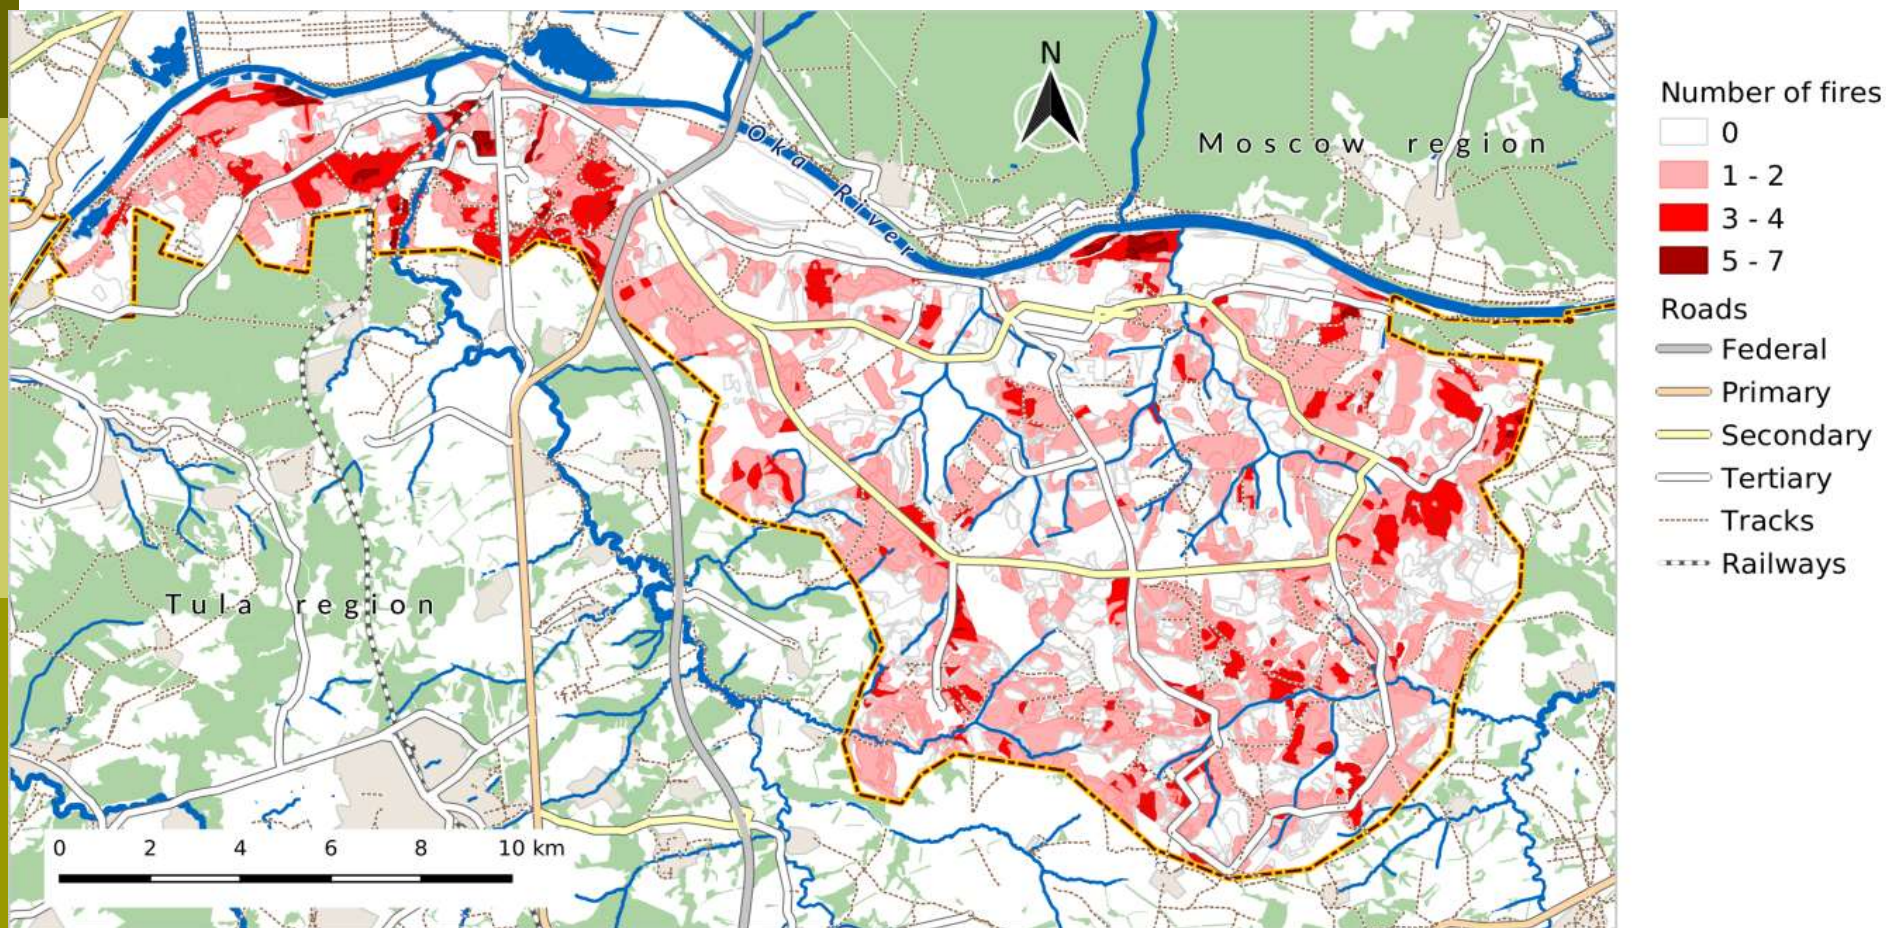 N
Oka River
Moscow region
Tula region
0 2 4 6 8 10 km
Number of fires
0
1 - 2
3 - 4
5 - 7
Roads
Federal
Primary
Secondary
Tertiary
Tracks
Railways